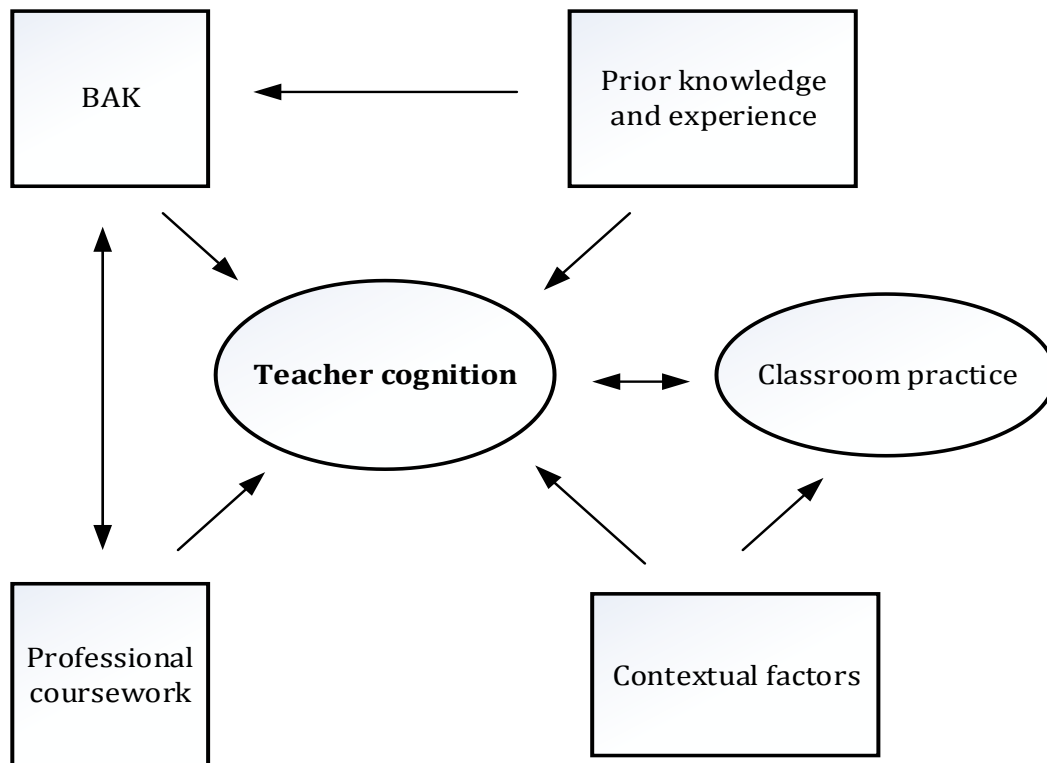 BAK
Prior knowledge
and experience
Teacher cognition
Classroom practice
Professional
coursework
Contextual factors